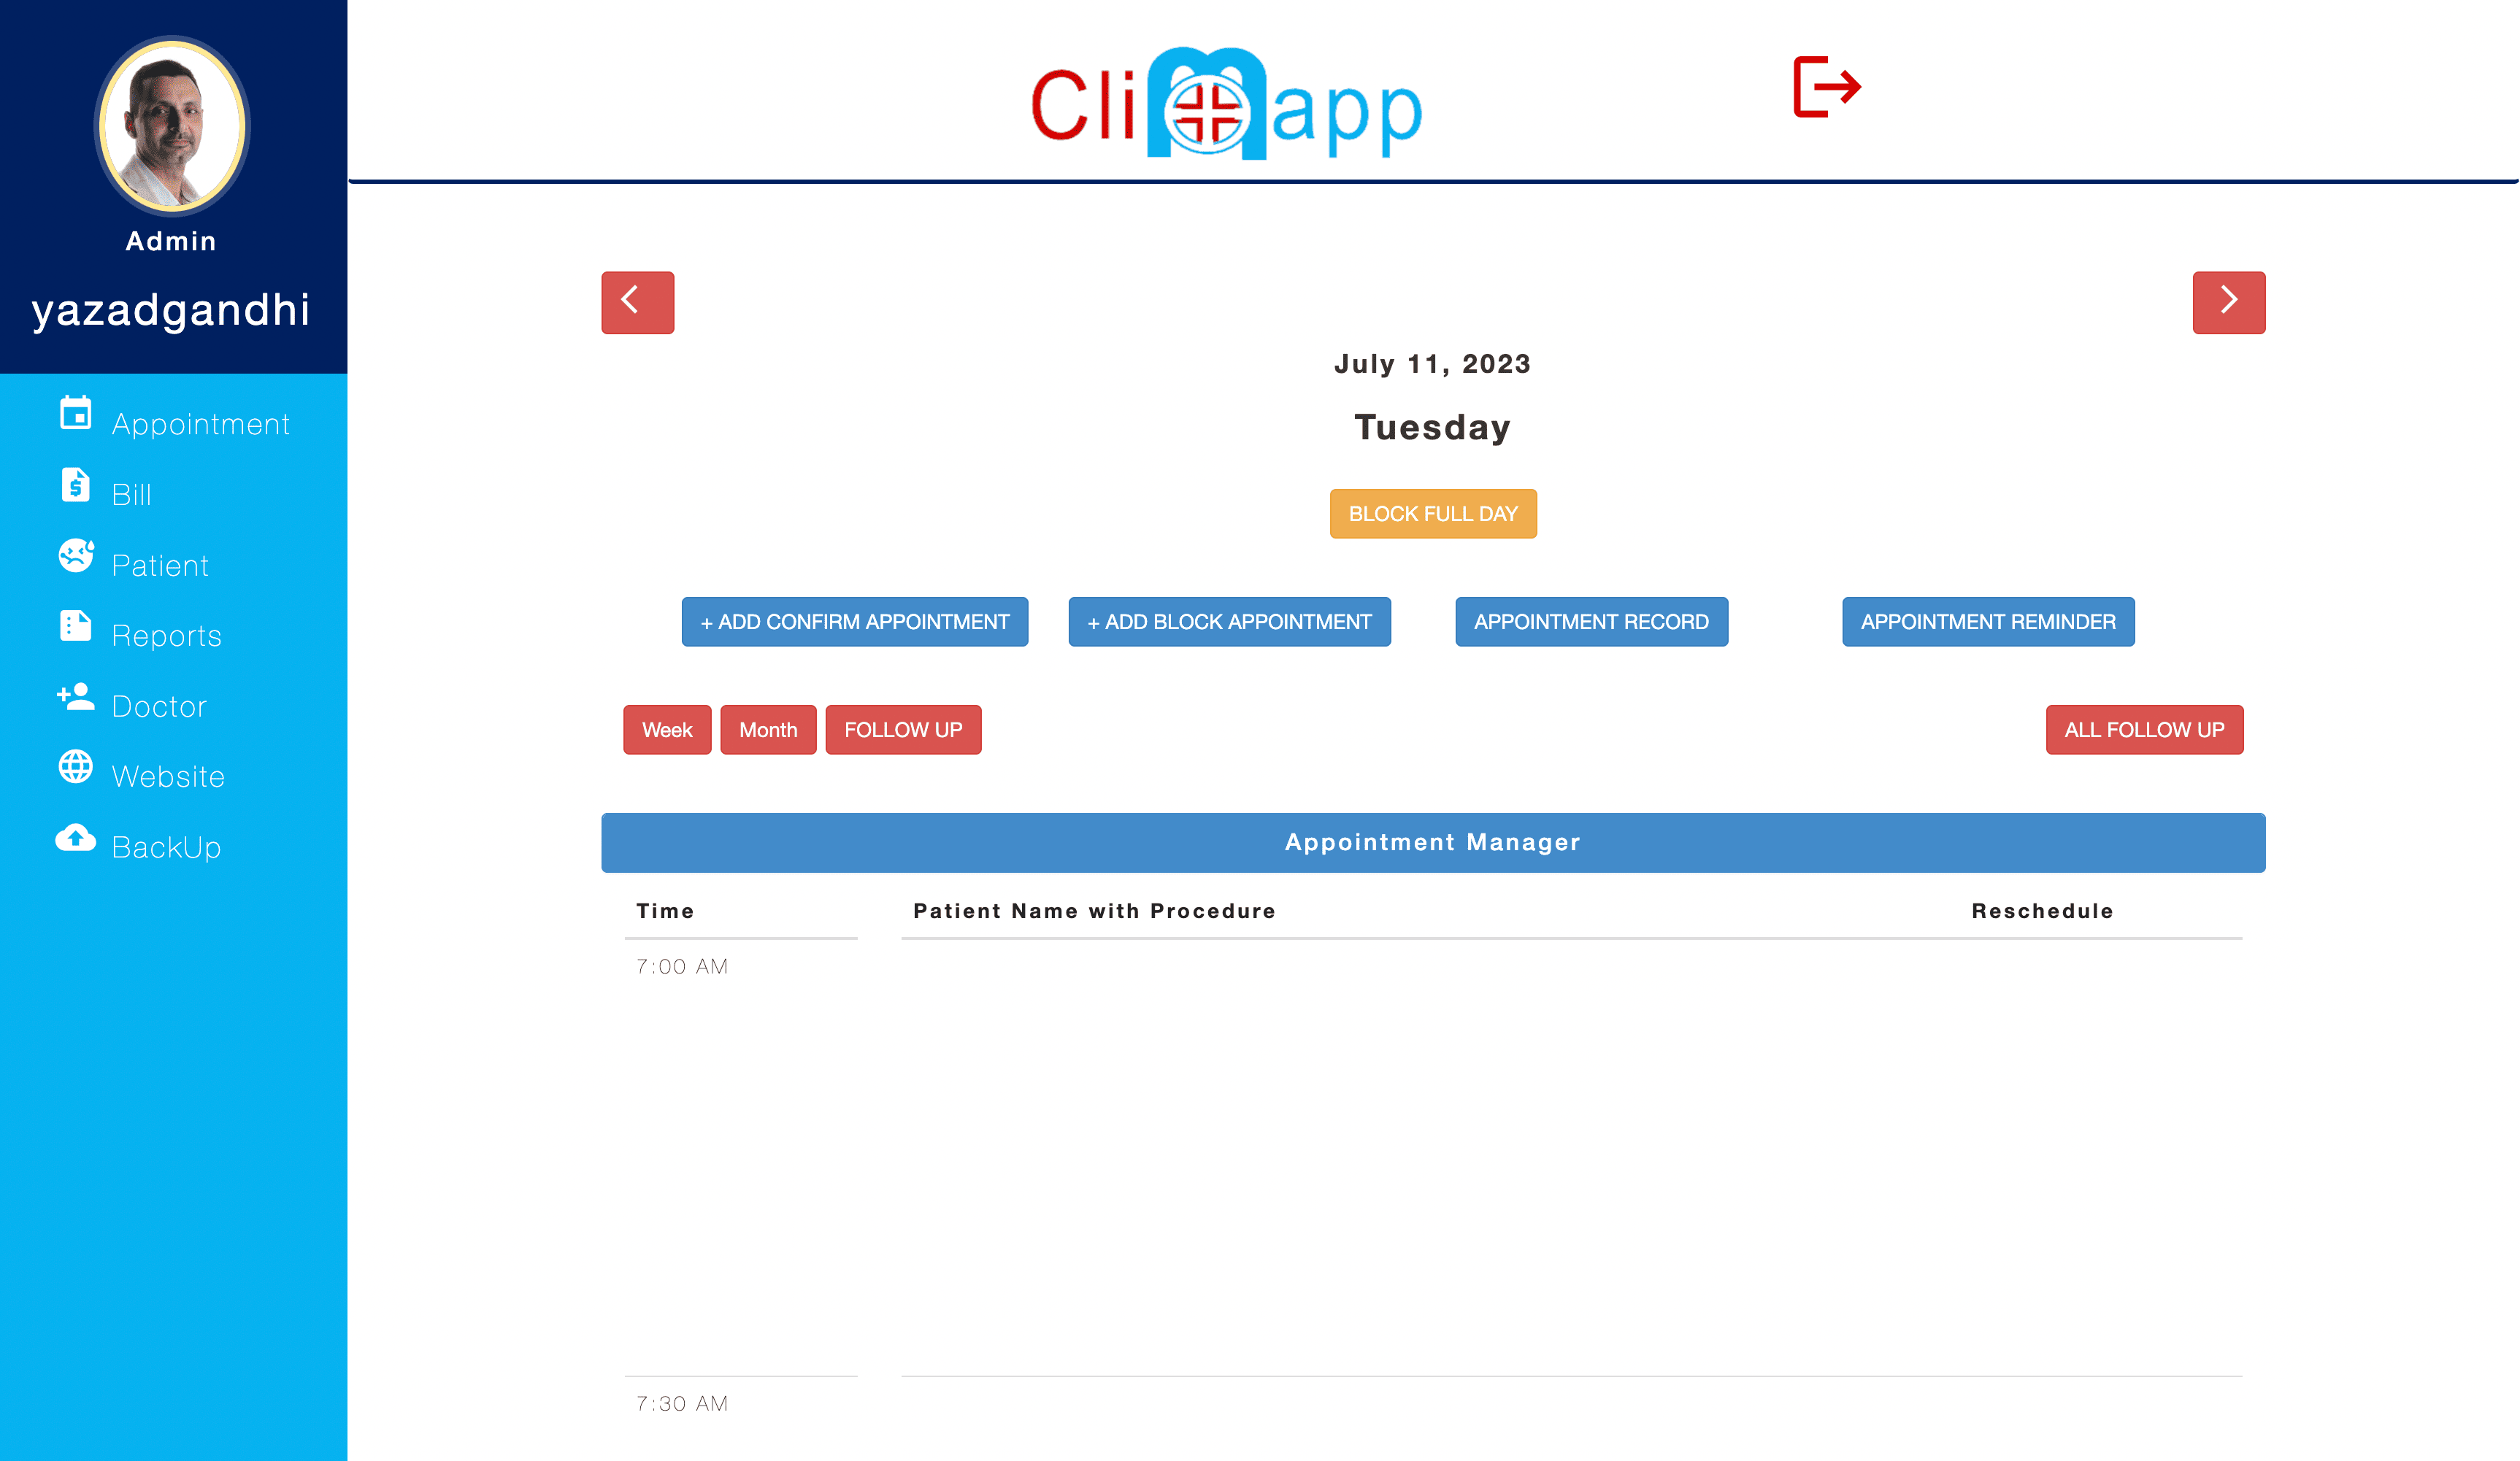 Admin
yazadgandhi
Appointment
Bill
Patient
Reports
Doctor
Website
BackUp
Clinapp
July 11, 2023
Tuesday
BLOCK FULL DAY
+ ADD CONFIRM APPOINTMENT
+ ADD BLOCK APPOINTMENT
APPOINTMENT RECORD
APPOINTMENT REMINDER
Week
Month
FOLLOW UP
ALL FOLLOW UP
Appointment Manager
Time
Patient Name with Procedure
Reschedule
7:00 AM
7:30 AM